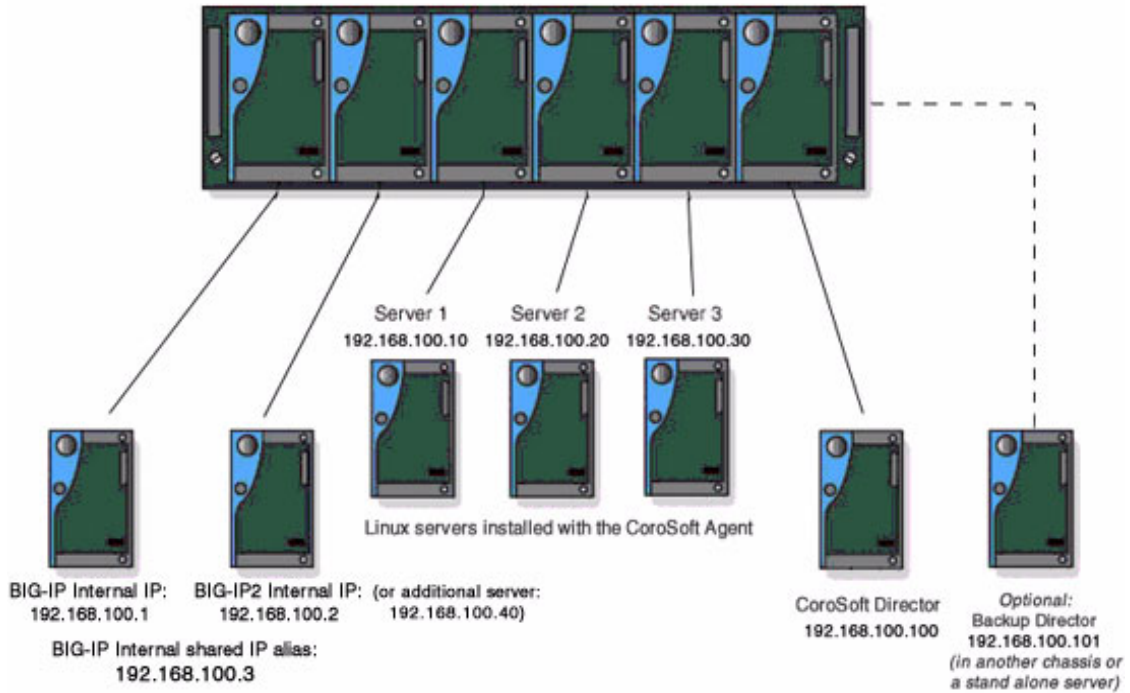 Server 1
192.168.100.10
Server 2
192.168.100.20
Server 3
192.168.100.30
Linux servers installed with the CoroSoft Agent
BIG-IP Internal IP:
192.168.100.1
BIG-IP2 Internal IP:
192.168.100.2
(or additional server:
192.168.100.40)
BIG-IP Internal shared IP alias:
192.168.100.3
CoroSoft Director
192.168.100.100
Optional:
Backup Director
192.168.100.101
(in another chassis or
a stand alone server)